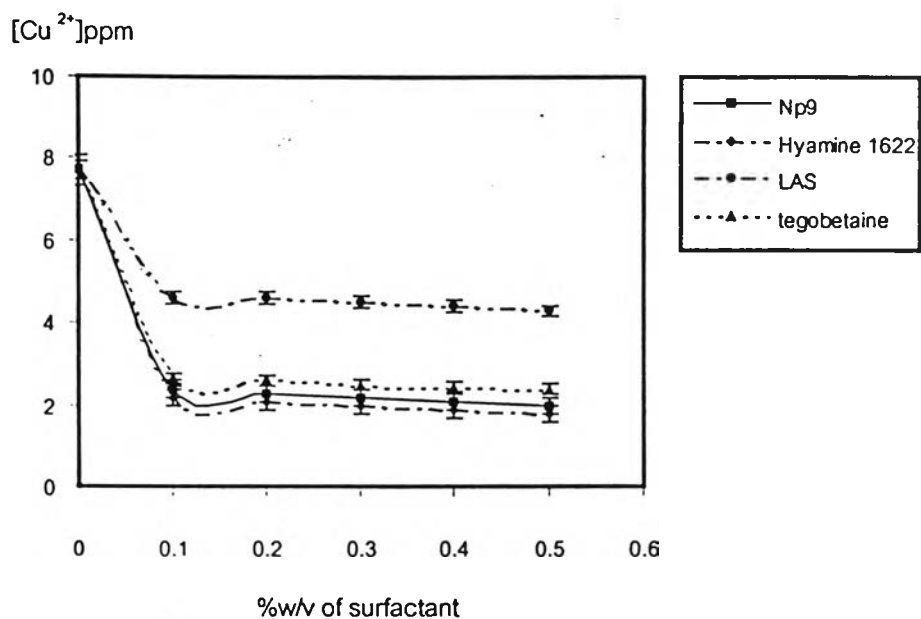 [Cu 2+]ppm
10
8
6
4
2
0
0 0.1 0.2 0.3 0.4 0.5 0.6
%w/v of surfactant
Np9
Hyamine 1622
LAS
tegobetaine